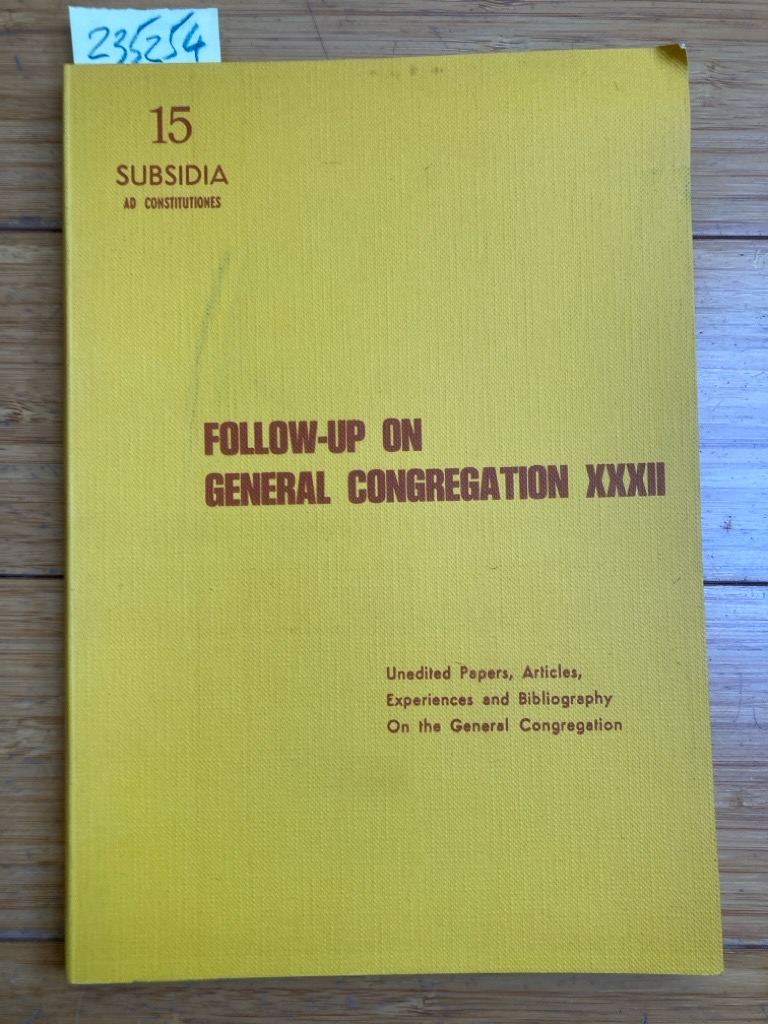 235254
15
SUBSIDIA
AD CONSTITUTIONES
FOLLOW-UP ON
GENERAL CONGREGATION XXXII
Unedited Papers, Articles,
Experiences and Bibliography
On the General Congregation